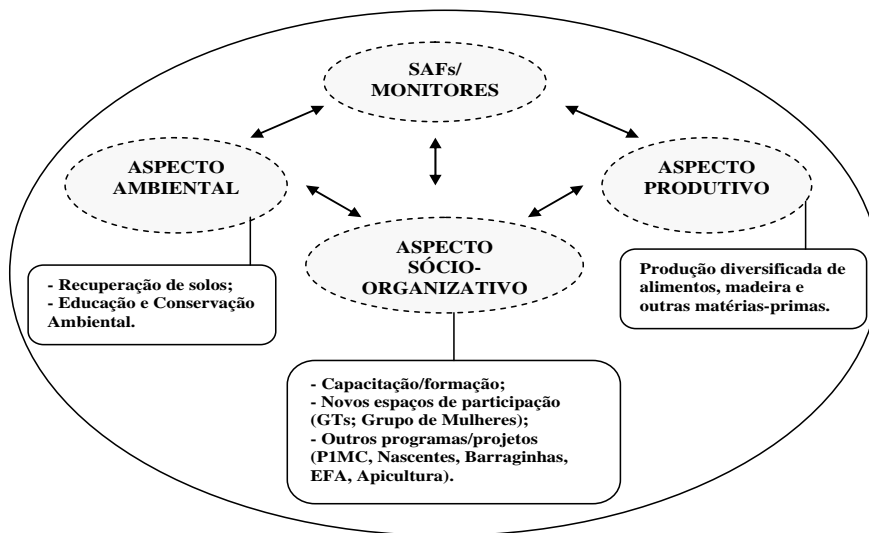 SAFs/
MONITORES
ASPECTO
AMBIENTAL
ASPECTO
PRODUTIVO
ASPECTO
SÓCIO-
ORGANIZATIVO
- Recuperação de solos;
- Educação e Conservação
Ambiental.
Produção diversificada de
alimentos, madeira e
outras matérias-primas.
- Capacitação/formação;
- Novos espaços de participação
(GTs; Grupo de Mulheres);
- Outros programas/projetos
(P1MC, Nascentes, Barraginhas,
EFA, Apicultura).